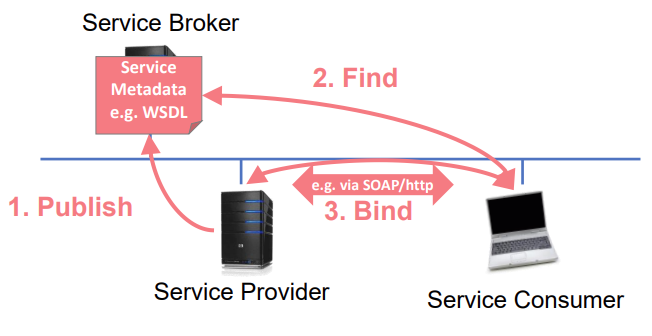 Service Broker
Service
Metadata
e.g. WSDL
2. Find
1. Publish
e.g. via SOAP/http
3. Bind
Service Provider
Service Consumer